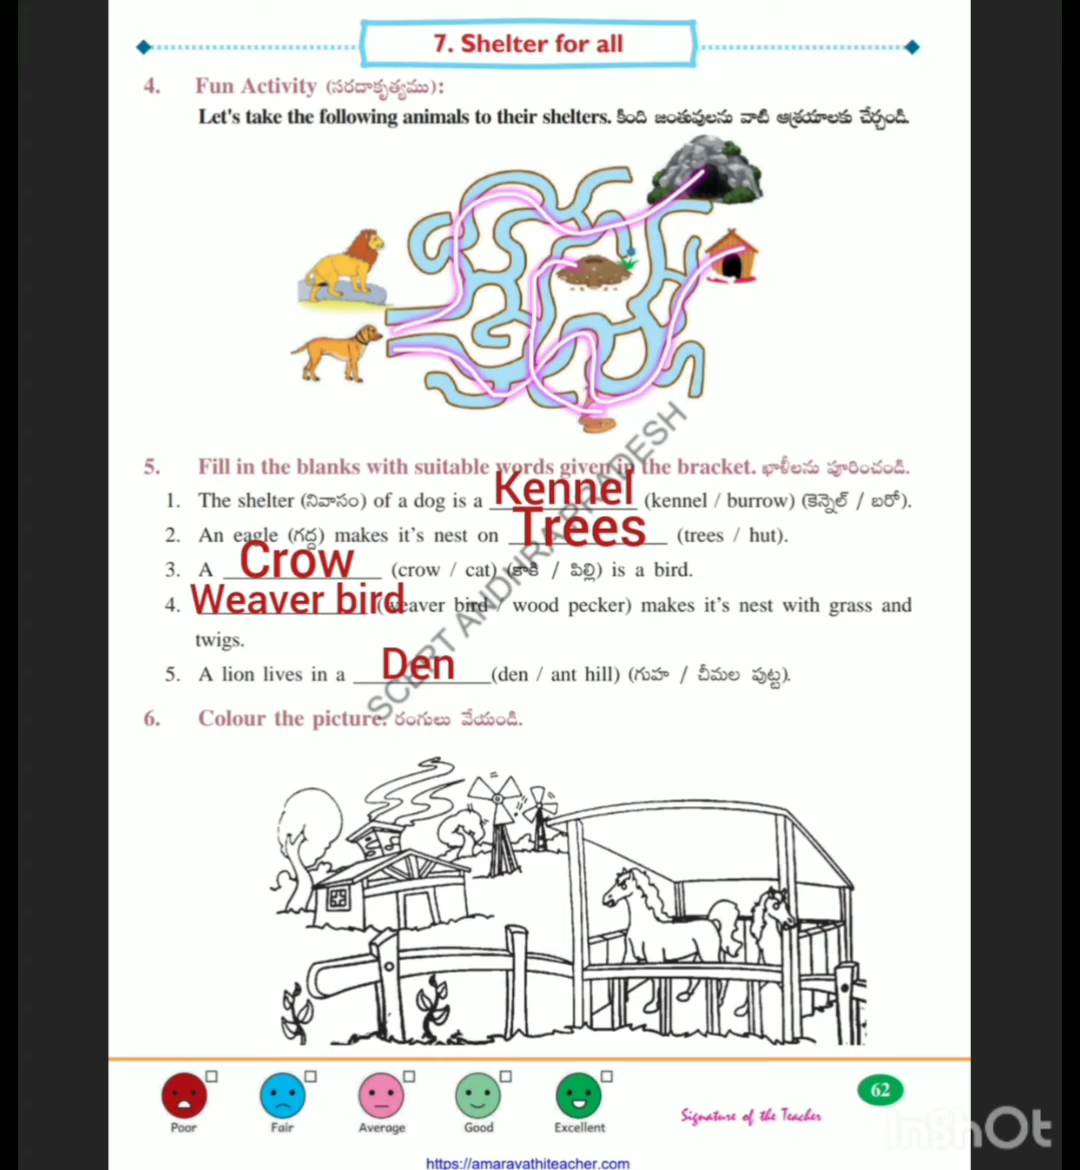 7. Shelter for all
4. Fun Activity (సరదాకృత్యము):
Let's take the following animals to their shelters. కింది జంతువులను వాటి ఆశ్రయాలకు చేర్చండి.
5. Fill in the blanks with suitable words given in the bracket. ఖాళీలను పూరించండి.
1. The shelter (నివాసం) of a dog is a Kennel (kennel / burrow) (కెన్నెల్ / బరో).
2. An eagle (గద్ద) makes it's nest on Trees (trees / hut).
3. A Crow (crow / cat) (కాకి / పిల్లి) is a bird.
4. Weaver bird (weaver bird / wood pecker) makes it's nest with grass and
twigs.
5. A lion lives in a Den (den / ant hill) (గుహ / చీమల పుట్ట).
6. Colour the picture. రంగులు వేయండి.
SCERT ANDHRA PRADESH
Poor Fair Average Good Excellent
Signature of the Teacher
62
InShOt
https://amaravathiteacher.com